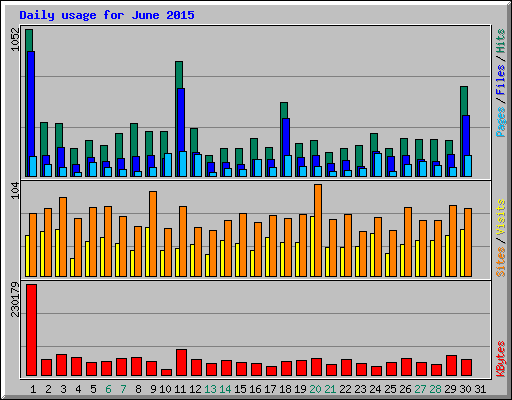 Daily usage for June 2015
1052
Pages / Files / Hits
104
Sites / Visits
230179
KBytes
1 2 3 4 5 6 7 8 9 10 11 12 13 14 15 16 17 18 19 20 21 22 23 24 25 26 27 28 29 30 31